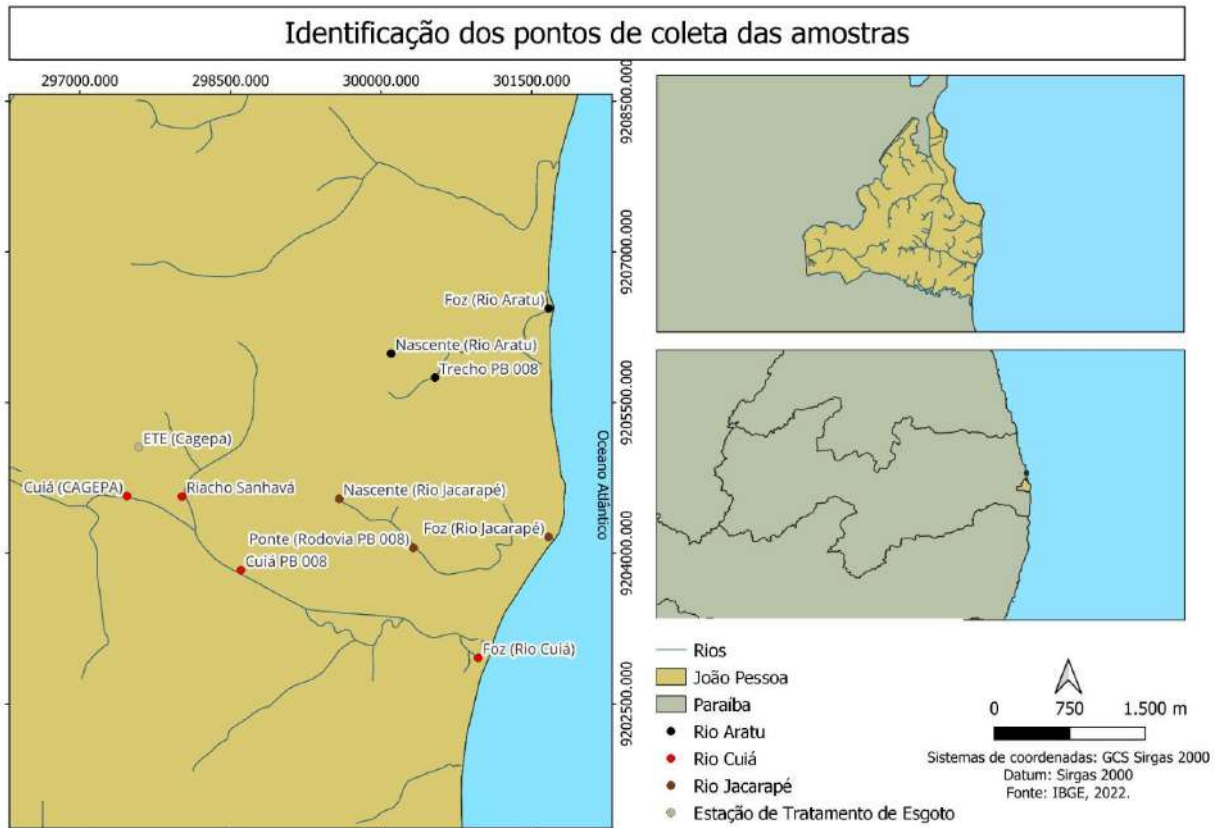 Identificação dos pontos de coleta das amostras
297000.000 298500.000 300000.000 301500.000
9208500.000
9207000.000
9205500.000
9204000.000
9202500.000
Foz (Rio Aratu)
Nascente (Rio Aratu)
Trecho PB 008
ETE (Cagepa)
Cuiá (CAGEPA)
Riacho Sanhavá
Nascente (Rio Jacarapé)
Foz (Rio Jacarapé)
Ponte (Rodovia PB 008)
Cuiá PB 008
Foz (Rio Cuiá)
Oceano Atlântico
Rios
João Pessoa
Paraíba
Rio Aratu
Rio Cuiá
Rio Jacarapé
Estação de Tratamento de Esgoto
0 750 1.500 m
Sistemas de coordenadas: GCS Sirgas 2000
Datum: Sirgas 2000
Fonte: IBGE, 2022.